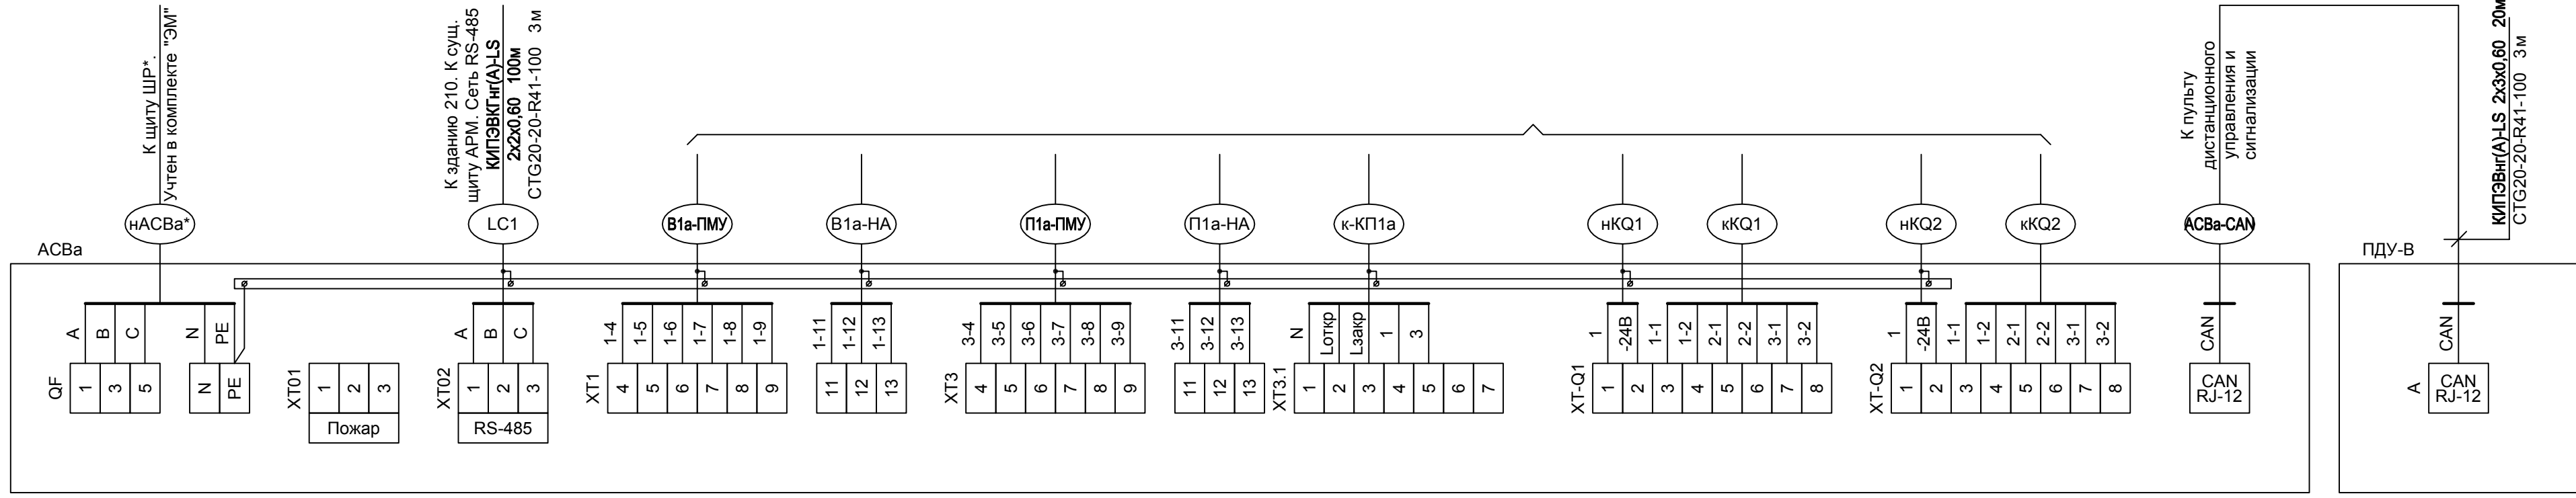 К щиту ШР*.
Учтен в комплекте "ЭМ"
К зданию 210. К сущ.
щиту АРМ. Сеть RS-485
КИПЭВКГнг(А)-LS
2х2х0,60 100м
CTG20-20-R41-100 3м
К пульту
дистанционного
управления и
сигнализации
КИПЭВнг(А)-LS 2х3х0,60 20м
CTG20-20-R41-100 3м
нАСВа*
LC1
В1а-ПМУ
В1а-НА
П1а-ПМУ
П1а-НА
к-КП1а
нKQ1
кKQ1
нKQ2
кKQ2
АСВа-CAN
АСВа
ПДУ-В
A B C N PE
A B C
1-4 1-5 1-6 1-7 1-8 1-9
1-11 1-12 1-13
3-4 3-5 3-6 3-7 3-8 3-9
3-11 3-12 3-13
N Lоткр Lзакр 1 3
1 -24В 1-1 1-2 2-1 2-2 3-1 3-2
1 -24В 1-1 1-2 2-1 2-2 3-1 3-2
CAN
CAN
QF 1 3 5
N PE
XT01 1 2 3
Пожар
XT02 1 2 3
RS-485
XT1 4 5 6 7 8 9
11 12 13
XT3 4 5 6 7 8 9
11 12 13
XT3.1 1 2 3 4 5 6 7
XT-Q1 1 2 3 4 5 6 7 8
XT-Q2 1 2 3 4 5 6 7 8
CAN
RJ-12
A
CAN
RJ-12